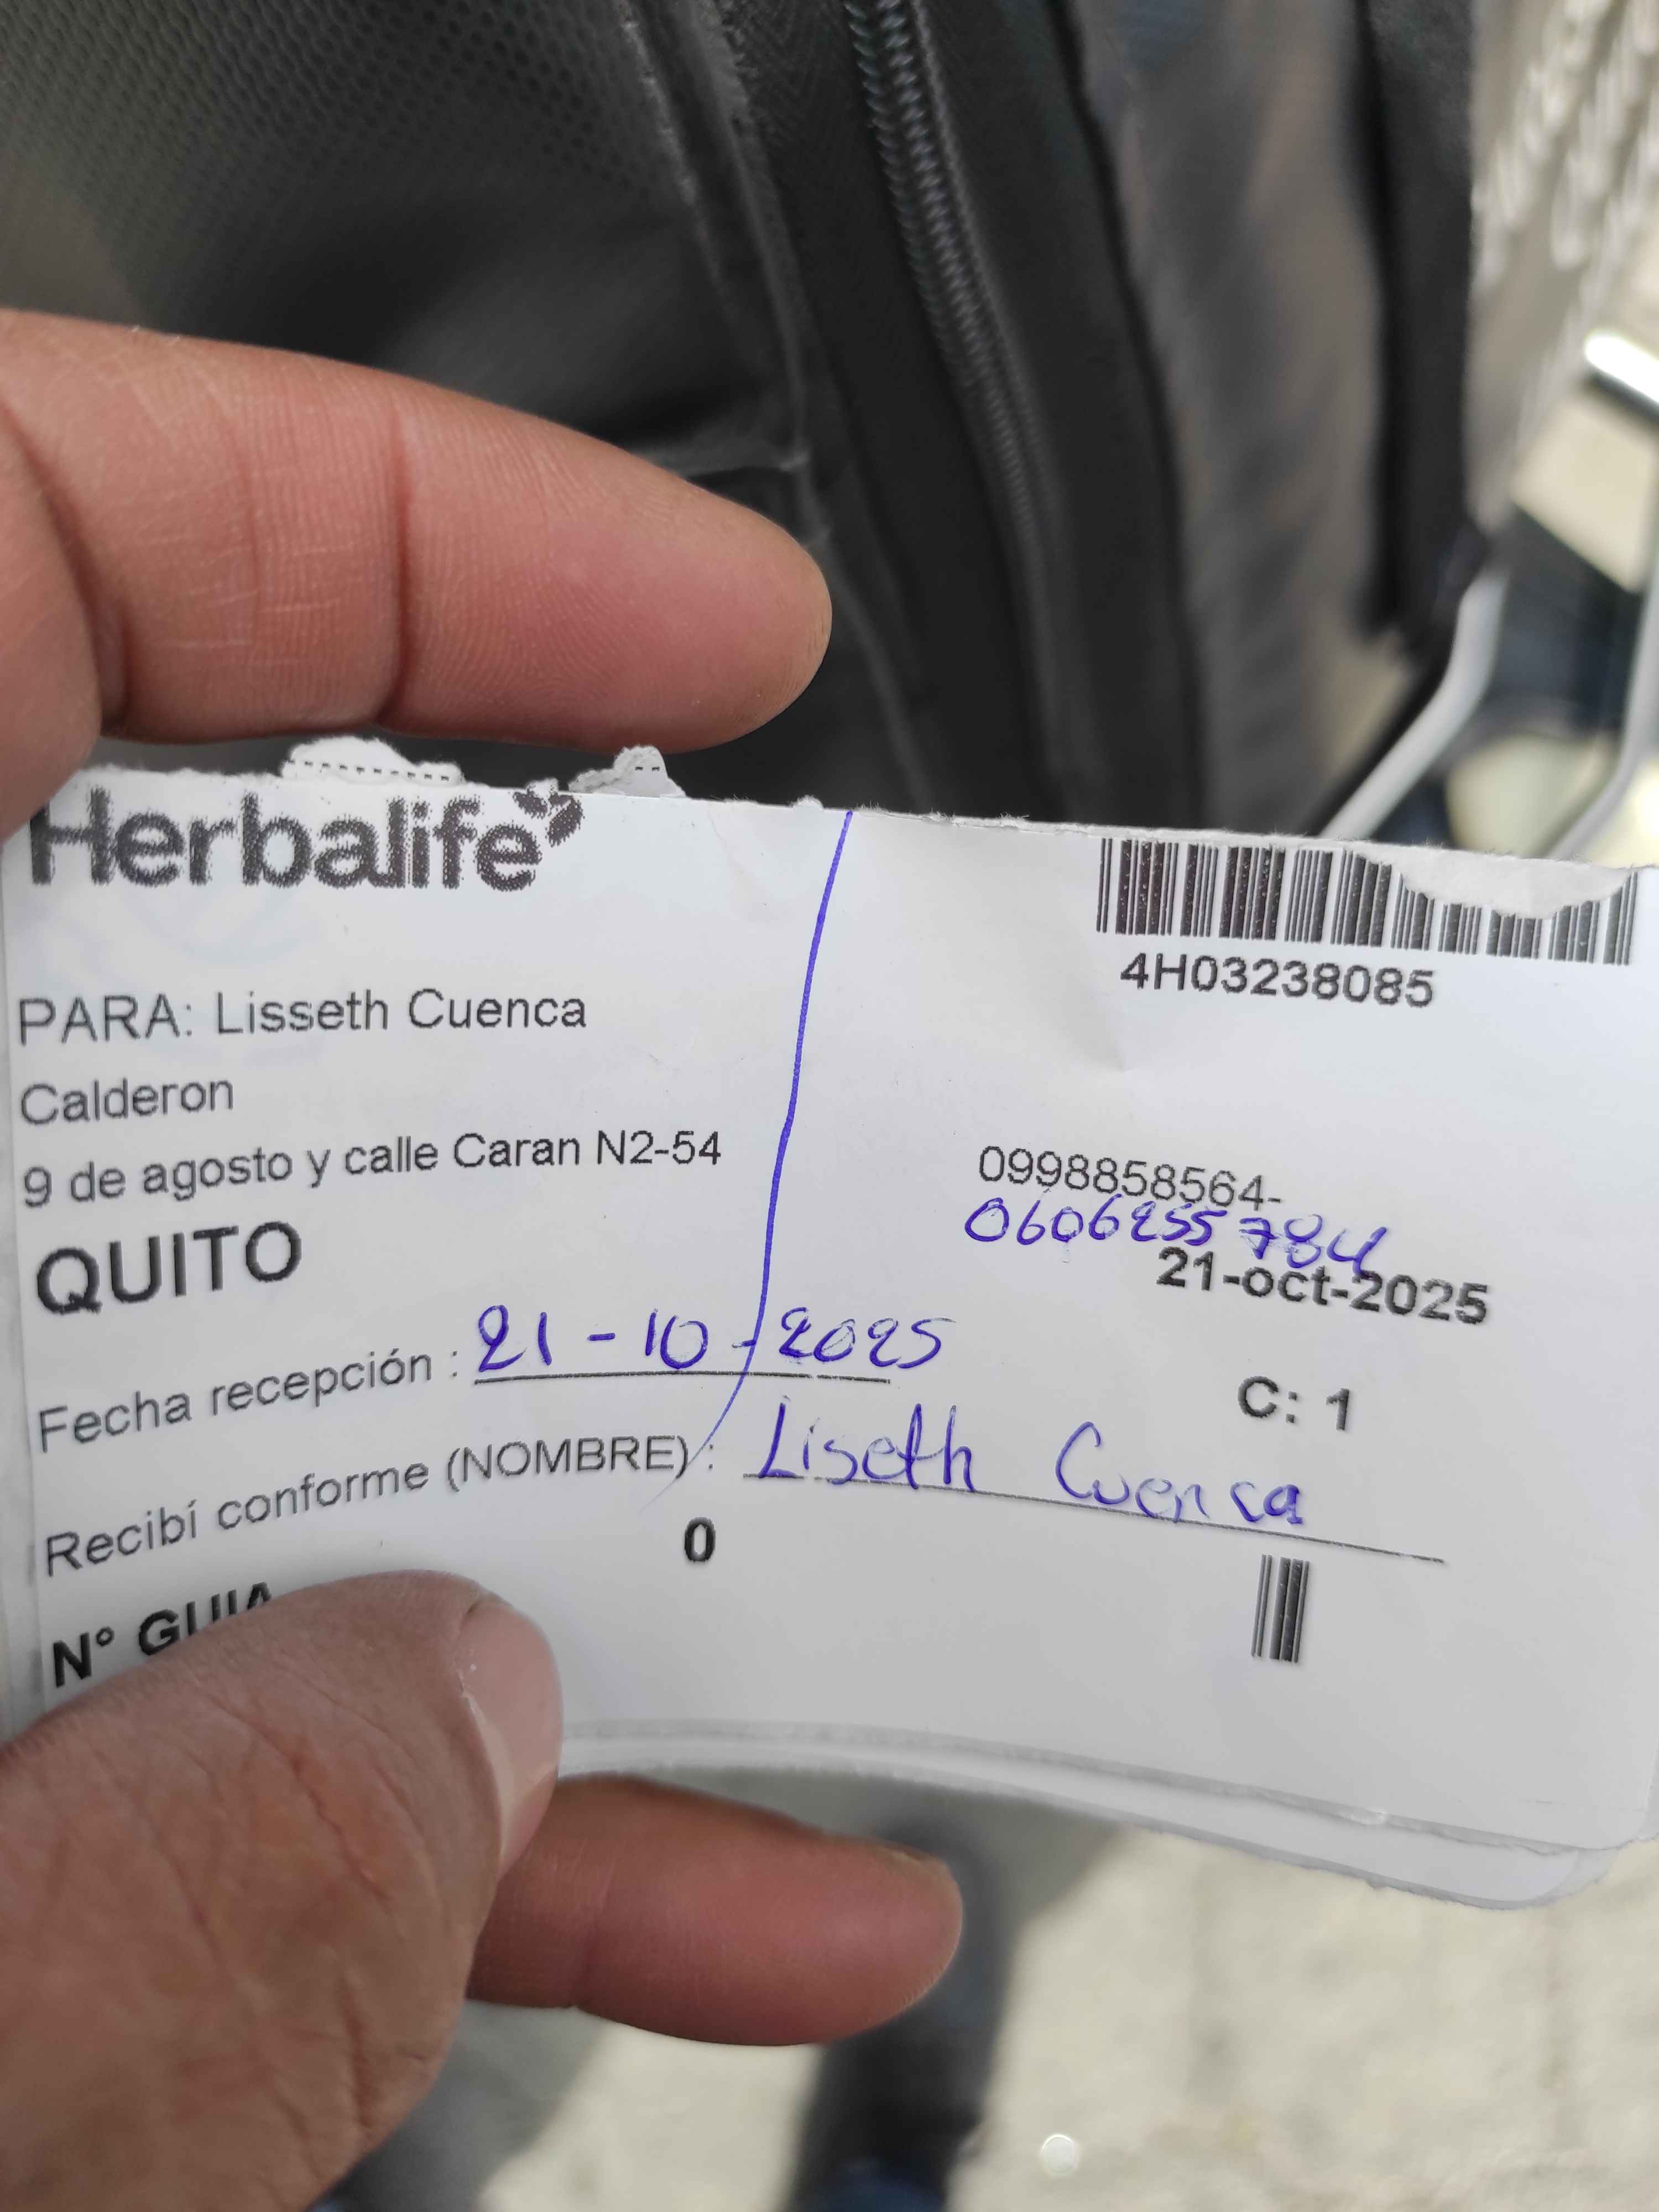 Herbalife
4H03238085
PARA: Lisseth Cuenca
Calderon
9 de agosto y calle Caran N2-54
0998858564-
QUITO
21-oct-2025
Fecha recepción : 21-10-2025
C: 1
Recibí conforme (NOMBRE) : Liseth Cuenca
0
N° GUIA